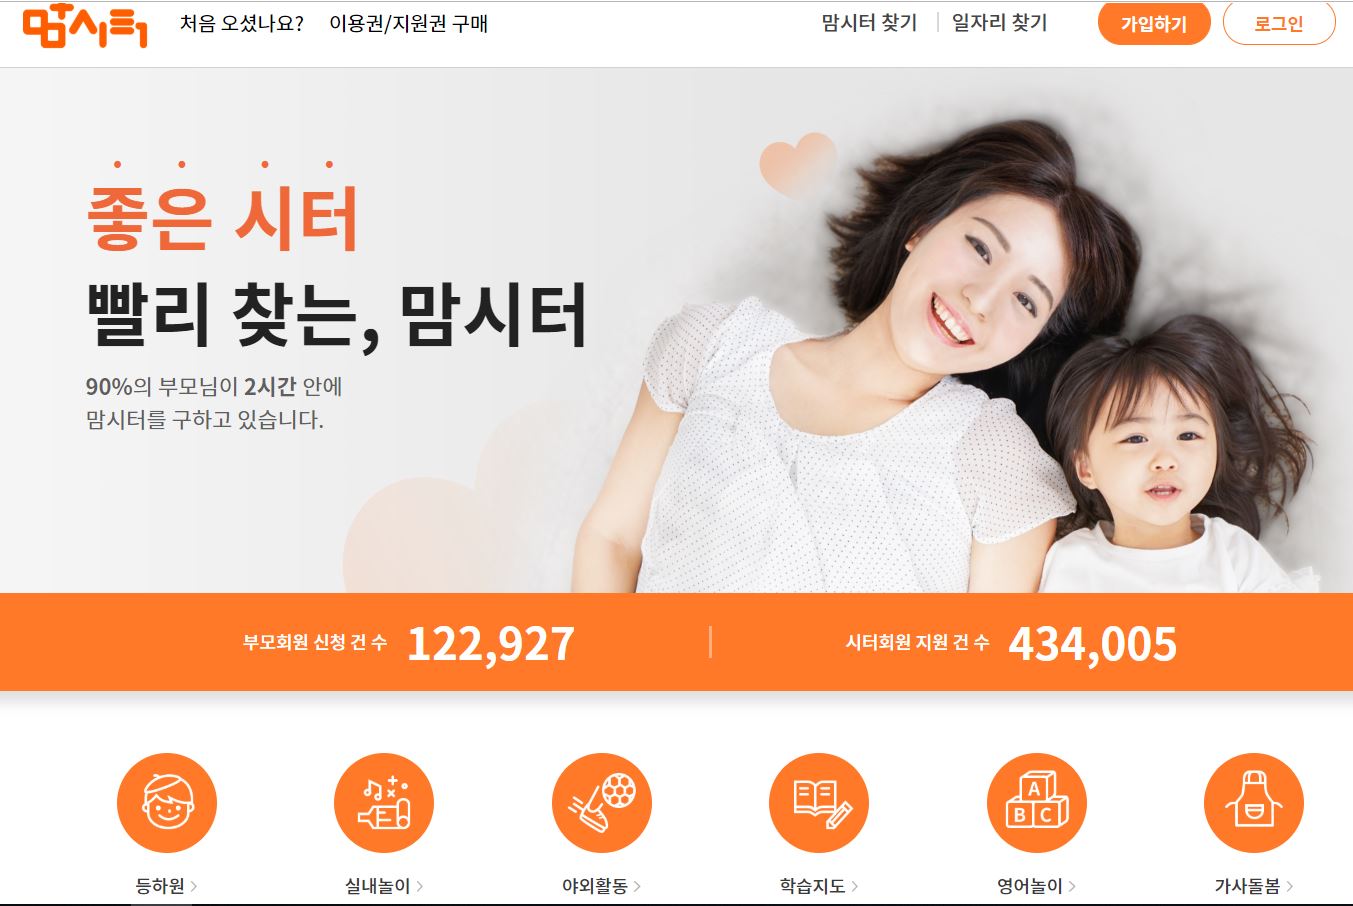 맘시터
처음 오셨나요? 이용권/지원권 구매
맘시터 찾기 | 일자리 찾기
가입하기
로그인
좋은 시터
빨리 찾는, 맘시터
90%의 부모님이 2시간 안에
맘시터를 구하고 있습니다.
부모회원 신청 건 수 122,927
시터회원 지원 건 수 434,005
A
B C
등하원 >
실내놀이 >
야외활동 >
학습지도 >
영어놀이 >
가사돌봄 >